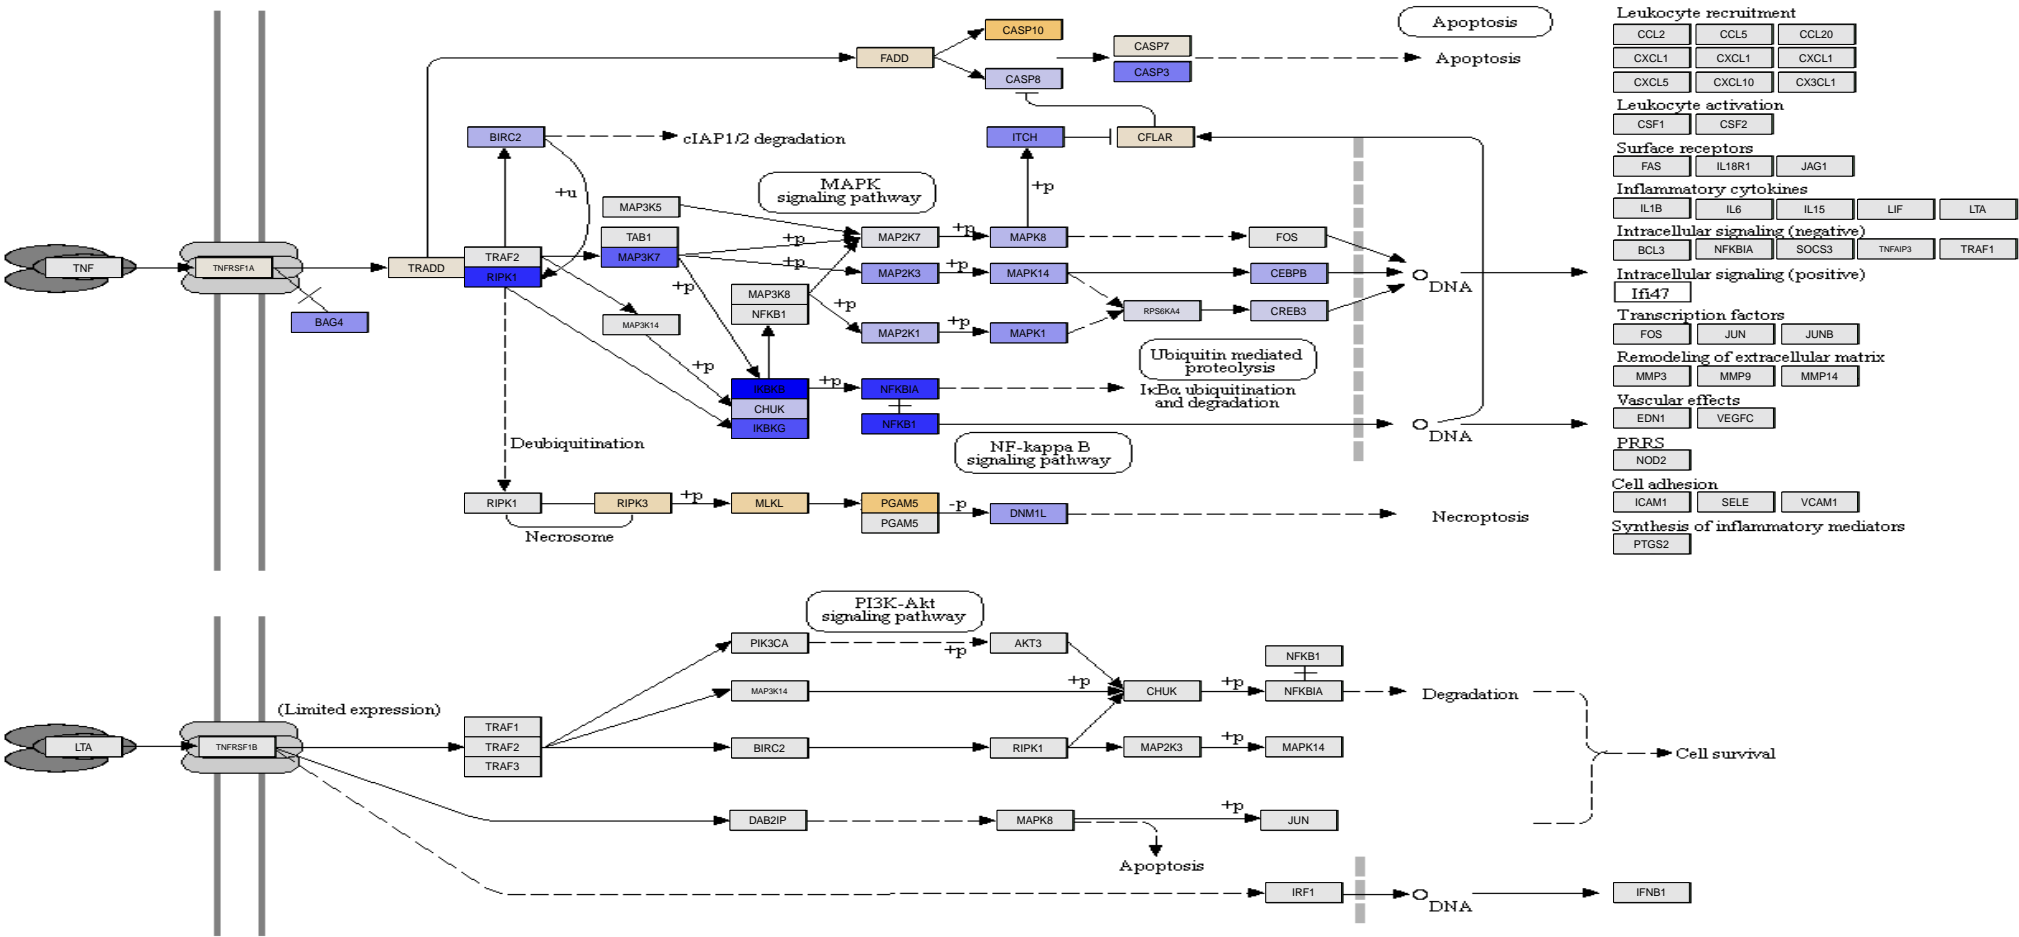 Apoptosis
CASP10
FADD
CASP7
CASP8
CASP3
Apoptosis
BIRC2
cIAP1/2 degradation
ITCH
CFLAR
+u
MAPK
signaling pathway
+p
MAP3K5
TAB1
MAP3K7
+p
+p
+p
MAP2K7
+p
MAPK8
FOS
TNF
TNFRSF1A
TRADD
TRAF2
RIPK1
MAP2K3
+p
MAPK14
CEBPB
DNA
BAG4
MAP3K14
MAP3K8
NFKB1
+p
RPS6KA4
CREB3
MAP2K1
+p
MAPK1
+p
Ubiquitin mediated
proteolysis
IKBKB
CHUK
IKBKG
+p
NFKBIA
IκBα ubiquitination
and degradation
NFKB1
DNA
Deubiquitination
NF-kappa B
signaling pathway
RIPK1
RIPK3
+p
MLKL
PGAM5
PGAM5
-p
DNM1L
Necroptosis
Necrosome
Leukocyte recruitment
CCL2 CCL5 CCL20
CXCL1 CXCL1 CXCL1
CXCL5 CXCL10 CX3CL1
Leukocyte activation
CSF1 CSF2
Surface receptors
FAS IL18R1 JAG1
Inflammatory cytokines
IL1B IL6 IL15 LIF LTA
Intracellular signaling (negative)
BCL3 NFKBIA SOCS3 TNFAIP3 TRAF1
Intracellular signaling (positive)
Ifi47
Transcription factors
FOS JUN JUNB
Remodeling of extracellular matrix
MMP3 MMP9 MMP14
Vascular effects
EDN1 VEGFC
PRRS
NOD2
Cell adhesion
ICAM1 SELE VCAM1
Synthesis of inflammatory mediators
PTGS2
PI3K-Akt
signaling pathway
PIK3CA
+p
AKT3
NFKB1
MAP3K14
+p
CHUK
+p
NFKBIA
Degradation
(Limited expression)
LTA
TNFRSF1B
TRAF1
TRAF2
TRAF3
BIRC2
RIPK1
MAP2K3
+p
MAPK14
Cell survival
DAB2IP
MAPK8
+p
JUN
Apoptosis
IRF1
DNA
IFNB1